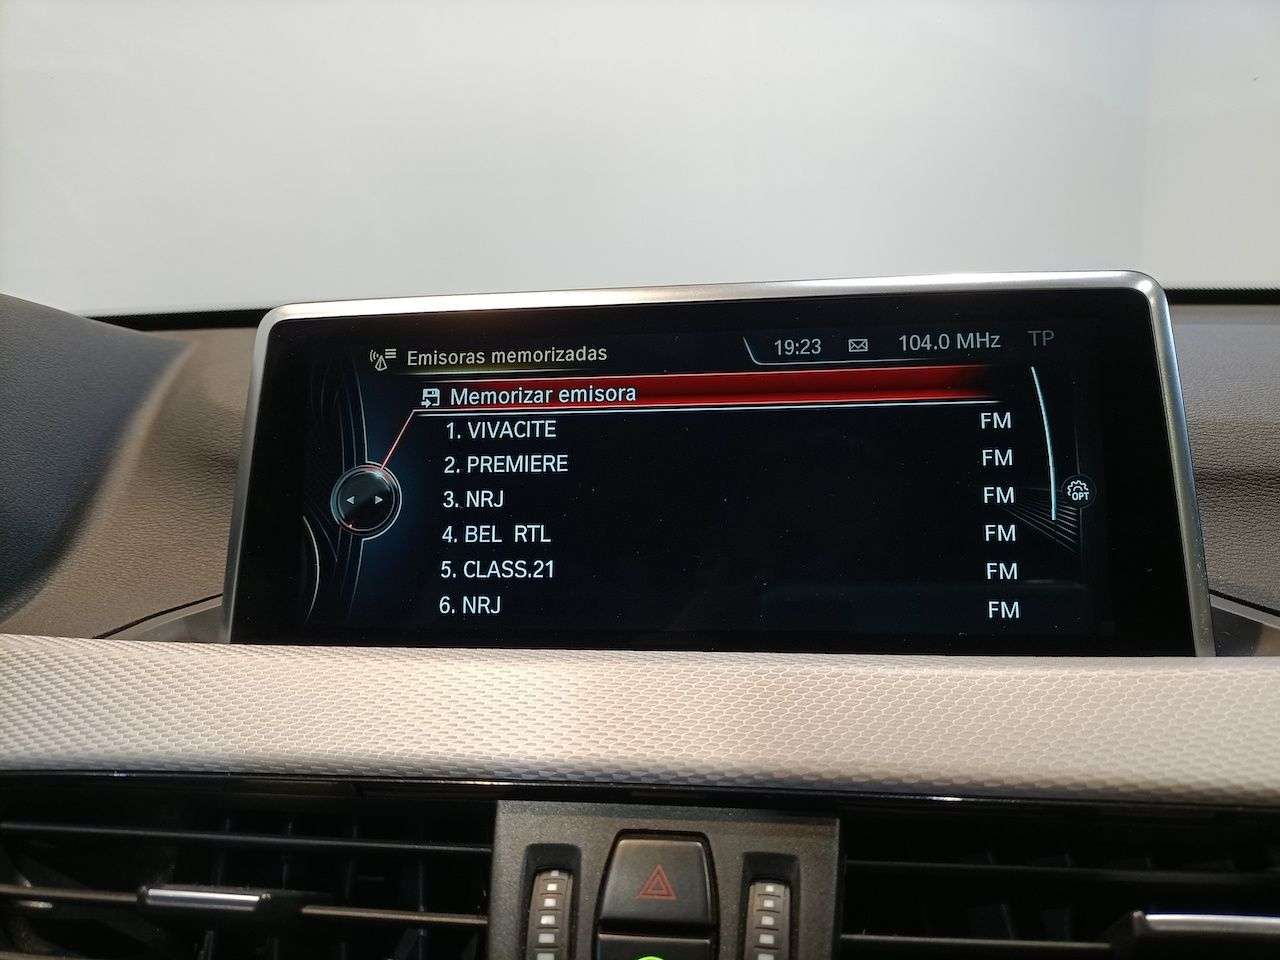 Emisoras memorizadas 19:23 104.0 MHz TP
Memorizar emisora
1. VIVACITE FM
2. PREMIERE FM
3. NRJ FM
4. BEL RTL FM
5. CLASS.21 FM
6. NRJ FM
OPT